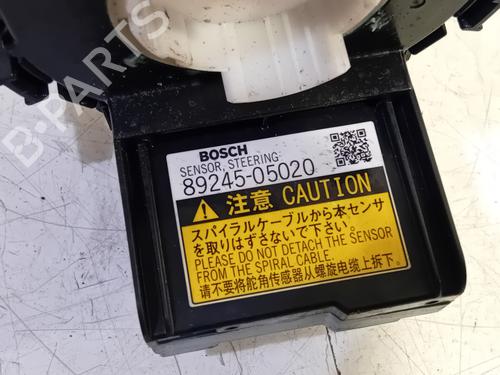 B-PARTS
BOSCH
SENSOR, STEERING
89245-05020
注意 CAUTION
スパイラルケーブルから本センサ
を取りはずさないで下さい。
PLEASE DO NOT DETACH THE SENSOR
FROM THE SPIRAL CABLE.
请不要将舵角传感器从螺旋电缆上拆下。